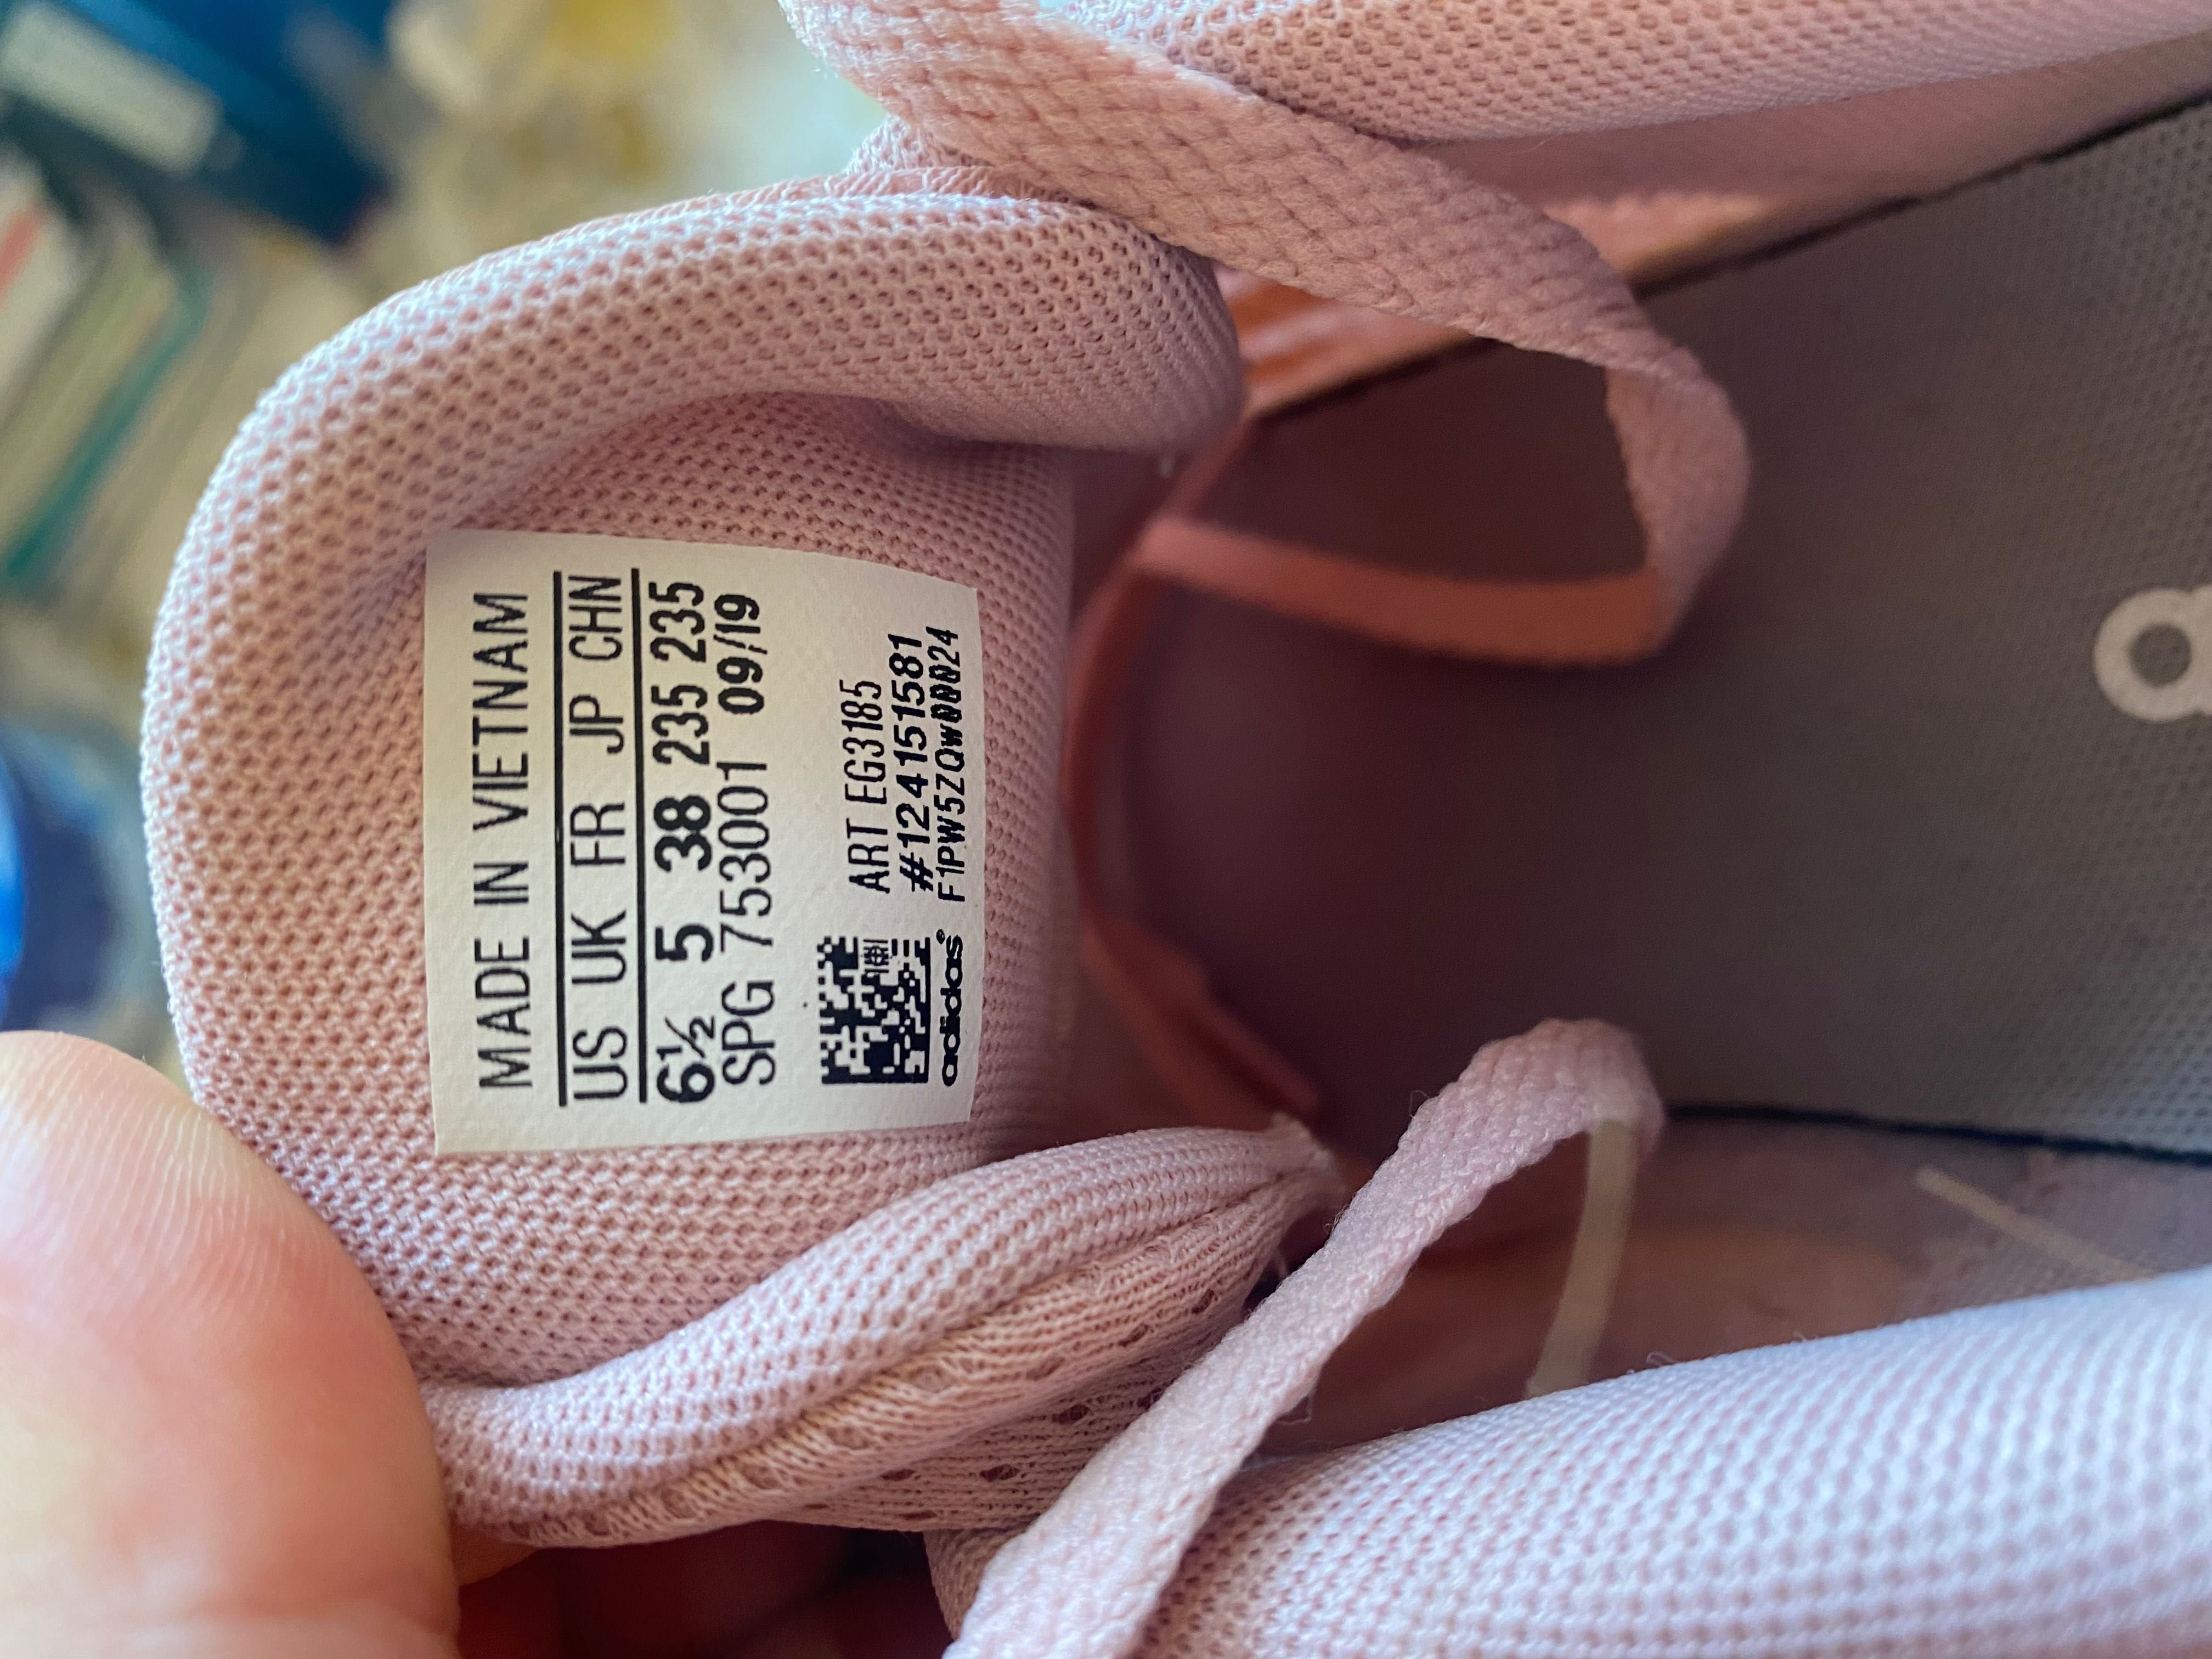 MADE IN VIETNAM
US UK FR JP CHN
6½ 5 38 235 235
SPG 753001 09/19
ART EG3185
#124151581
F1PW5ZQW000024
adidas®